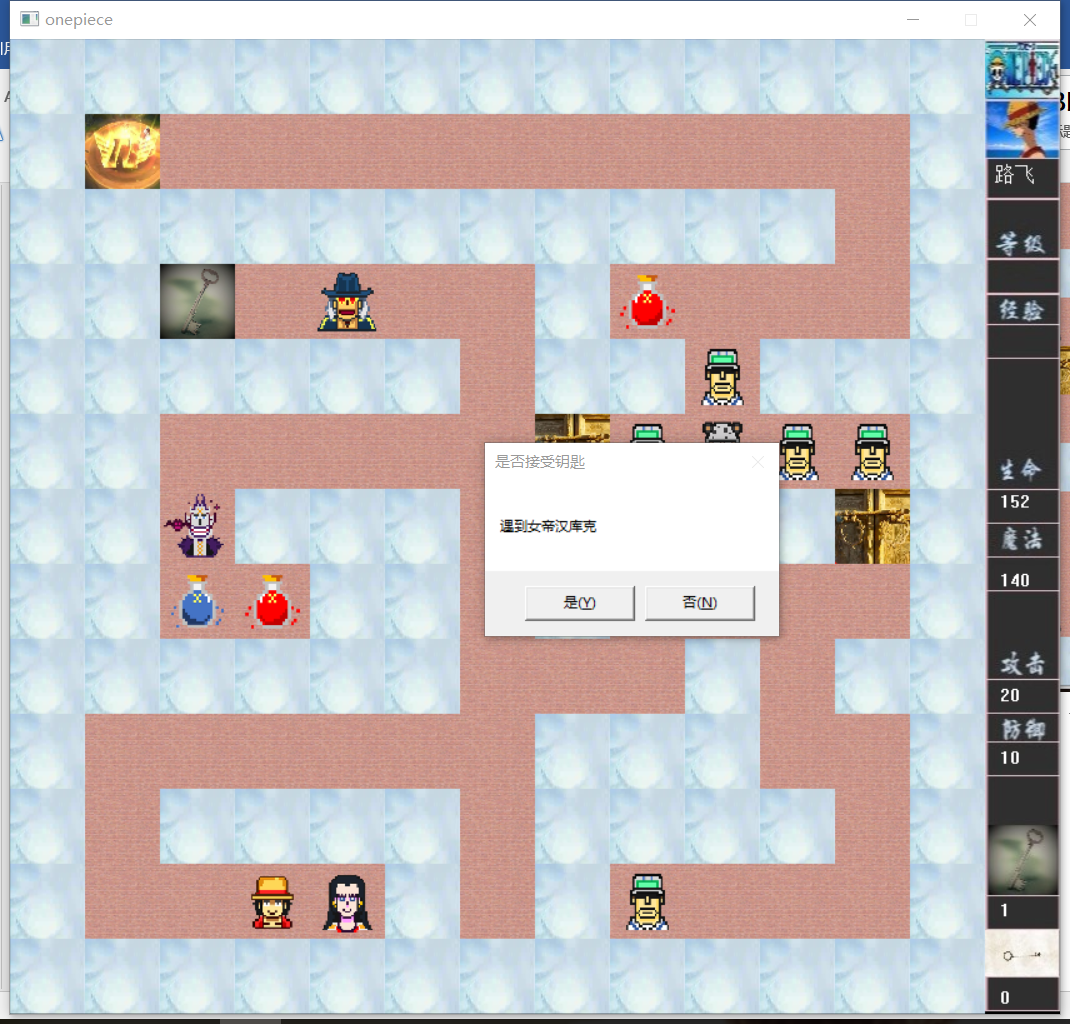 onepiece
路飞
等级
经验
是否接受钥匙
遇到女帝汉库克
是(Y)
否(N)
生命
152
魔法
140
攻击
20
防御
10
1
0